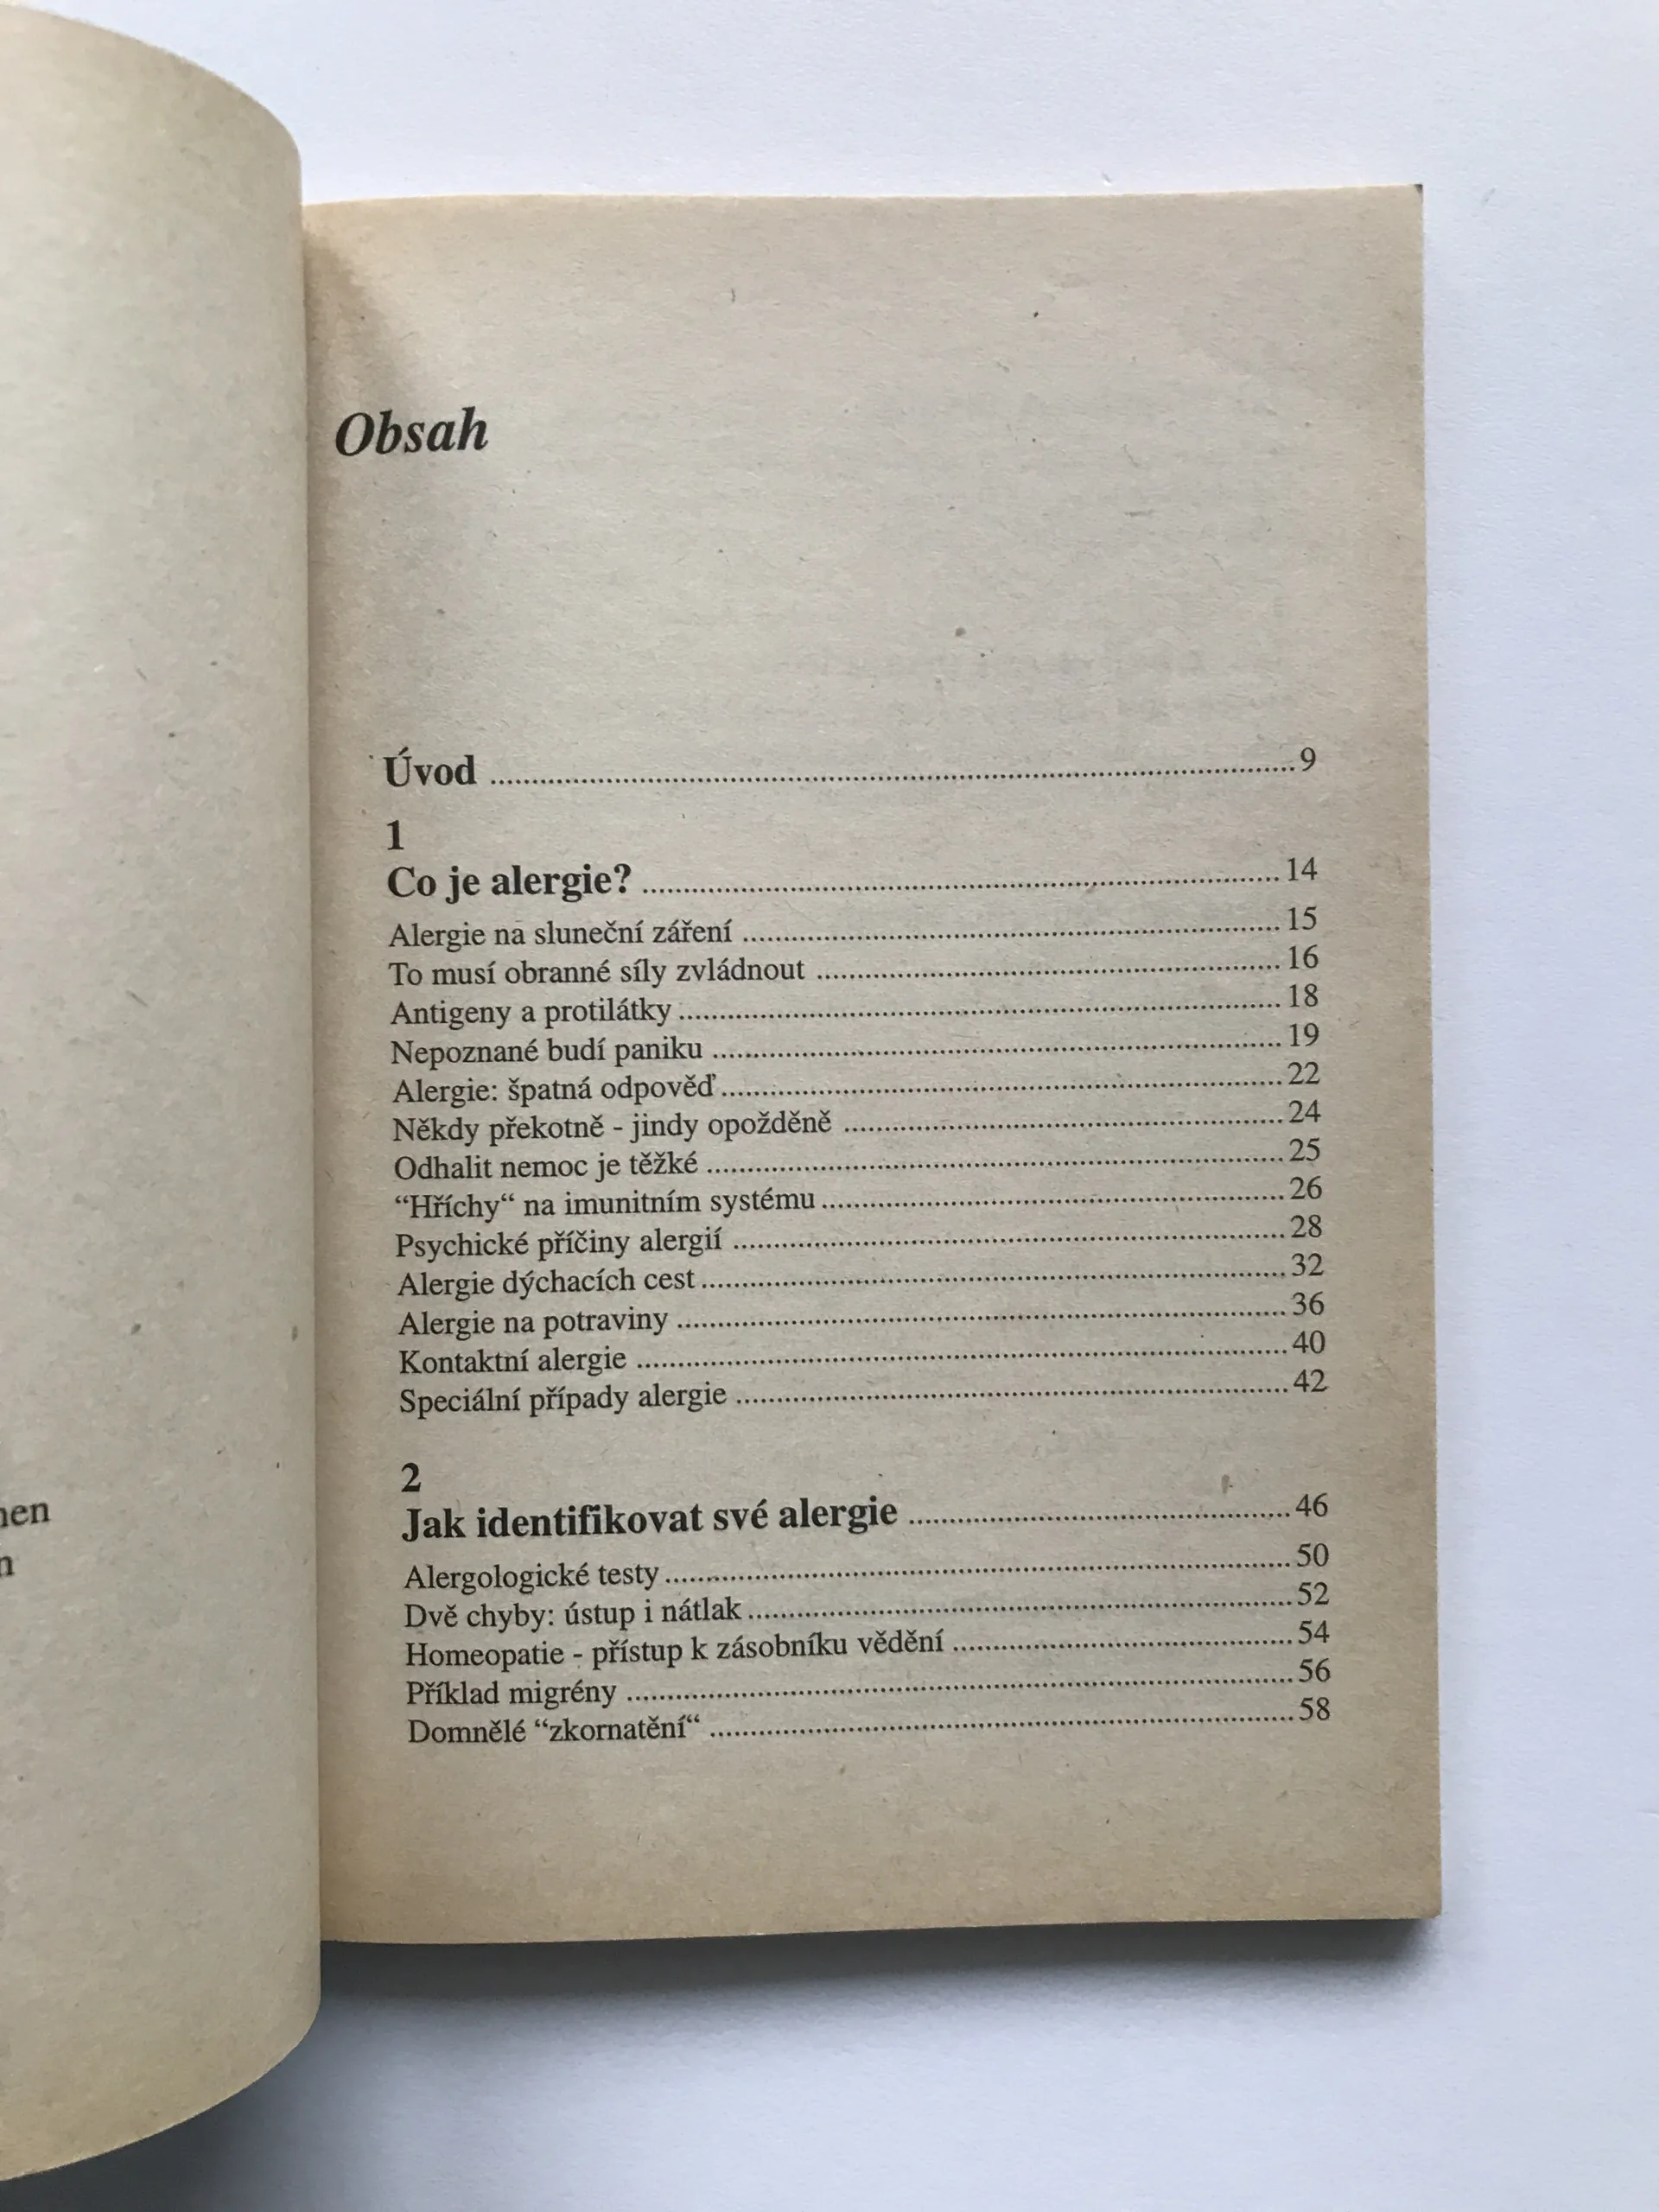 Obsah
Úvod ........ 9
1
Co je alergie? ........ 14
Alergie na sluneční záření ........ 15
To musí obranné síly zvládnout ........ 16
Antigeny a protilátky ........ 18
Nepoznané budí paniku ........ 19
Alergie: špatná odpověď ........ 22
Někdy překotně - jindy opožděně ........ 24
Odhalit nemoc je těžké ........ 25
“Hříchy“ na imunitním systému ........ 26
Psychické příčiny alergií ........ 28
Alergie dýchacích cest ........ 32
Alergie na potraviny ........ 36
Kontaktní alergie ........ 40
Speciální případy alergie ........ 42
2
Jak identifikovat své alergie ........ 46
Alergologické testy ........ 50
Dvě chyby: ústup i nátlak ........ 52
Homeopatie - přístup k zásobníku vědění ........ 54
Příklad migrény ........ 56
Domnělé “zkornatění“ ........ 58